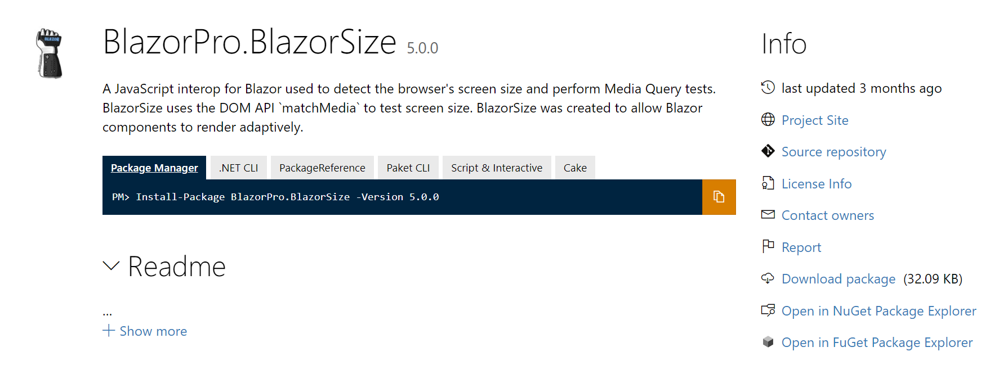 BLAZOR
BlazorPro.BlazorSize 5.0.0
A JavaScript interop for Blazor used to detect the browser's screen size and perform Media Query tests.
BlazorSize uses the DOM API `matchMedia` to test screen size. BlazorSize was created to allow Blazor
components to render adaptively.
Package Manager .NET CLI PackageReference Paket CLI Script & Interactive Cake
PM> Install-Package BlazorPro.BlazorSize -Version 5.0.0
Readme
...
Show more
Info
last updated 3 months ago
Project Site
Source repository
License Info
Contact owners
Report
Download package (32.09 KB)
Open in NuGet Package Explorer
Open in FuGet Package Explorer